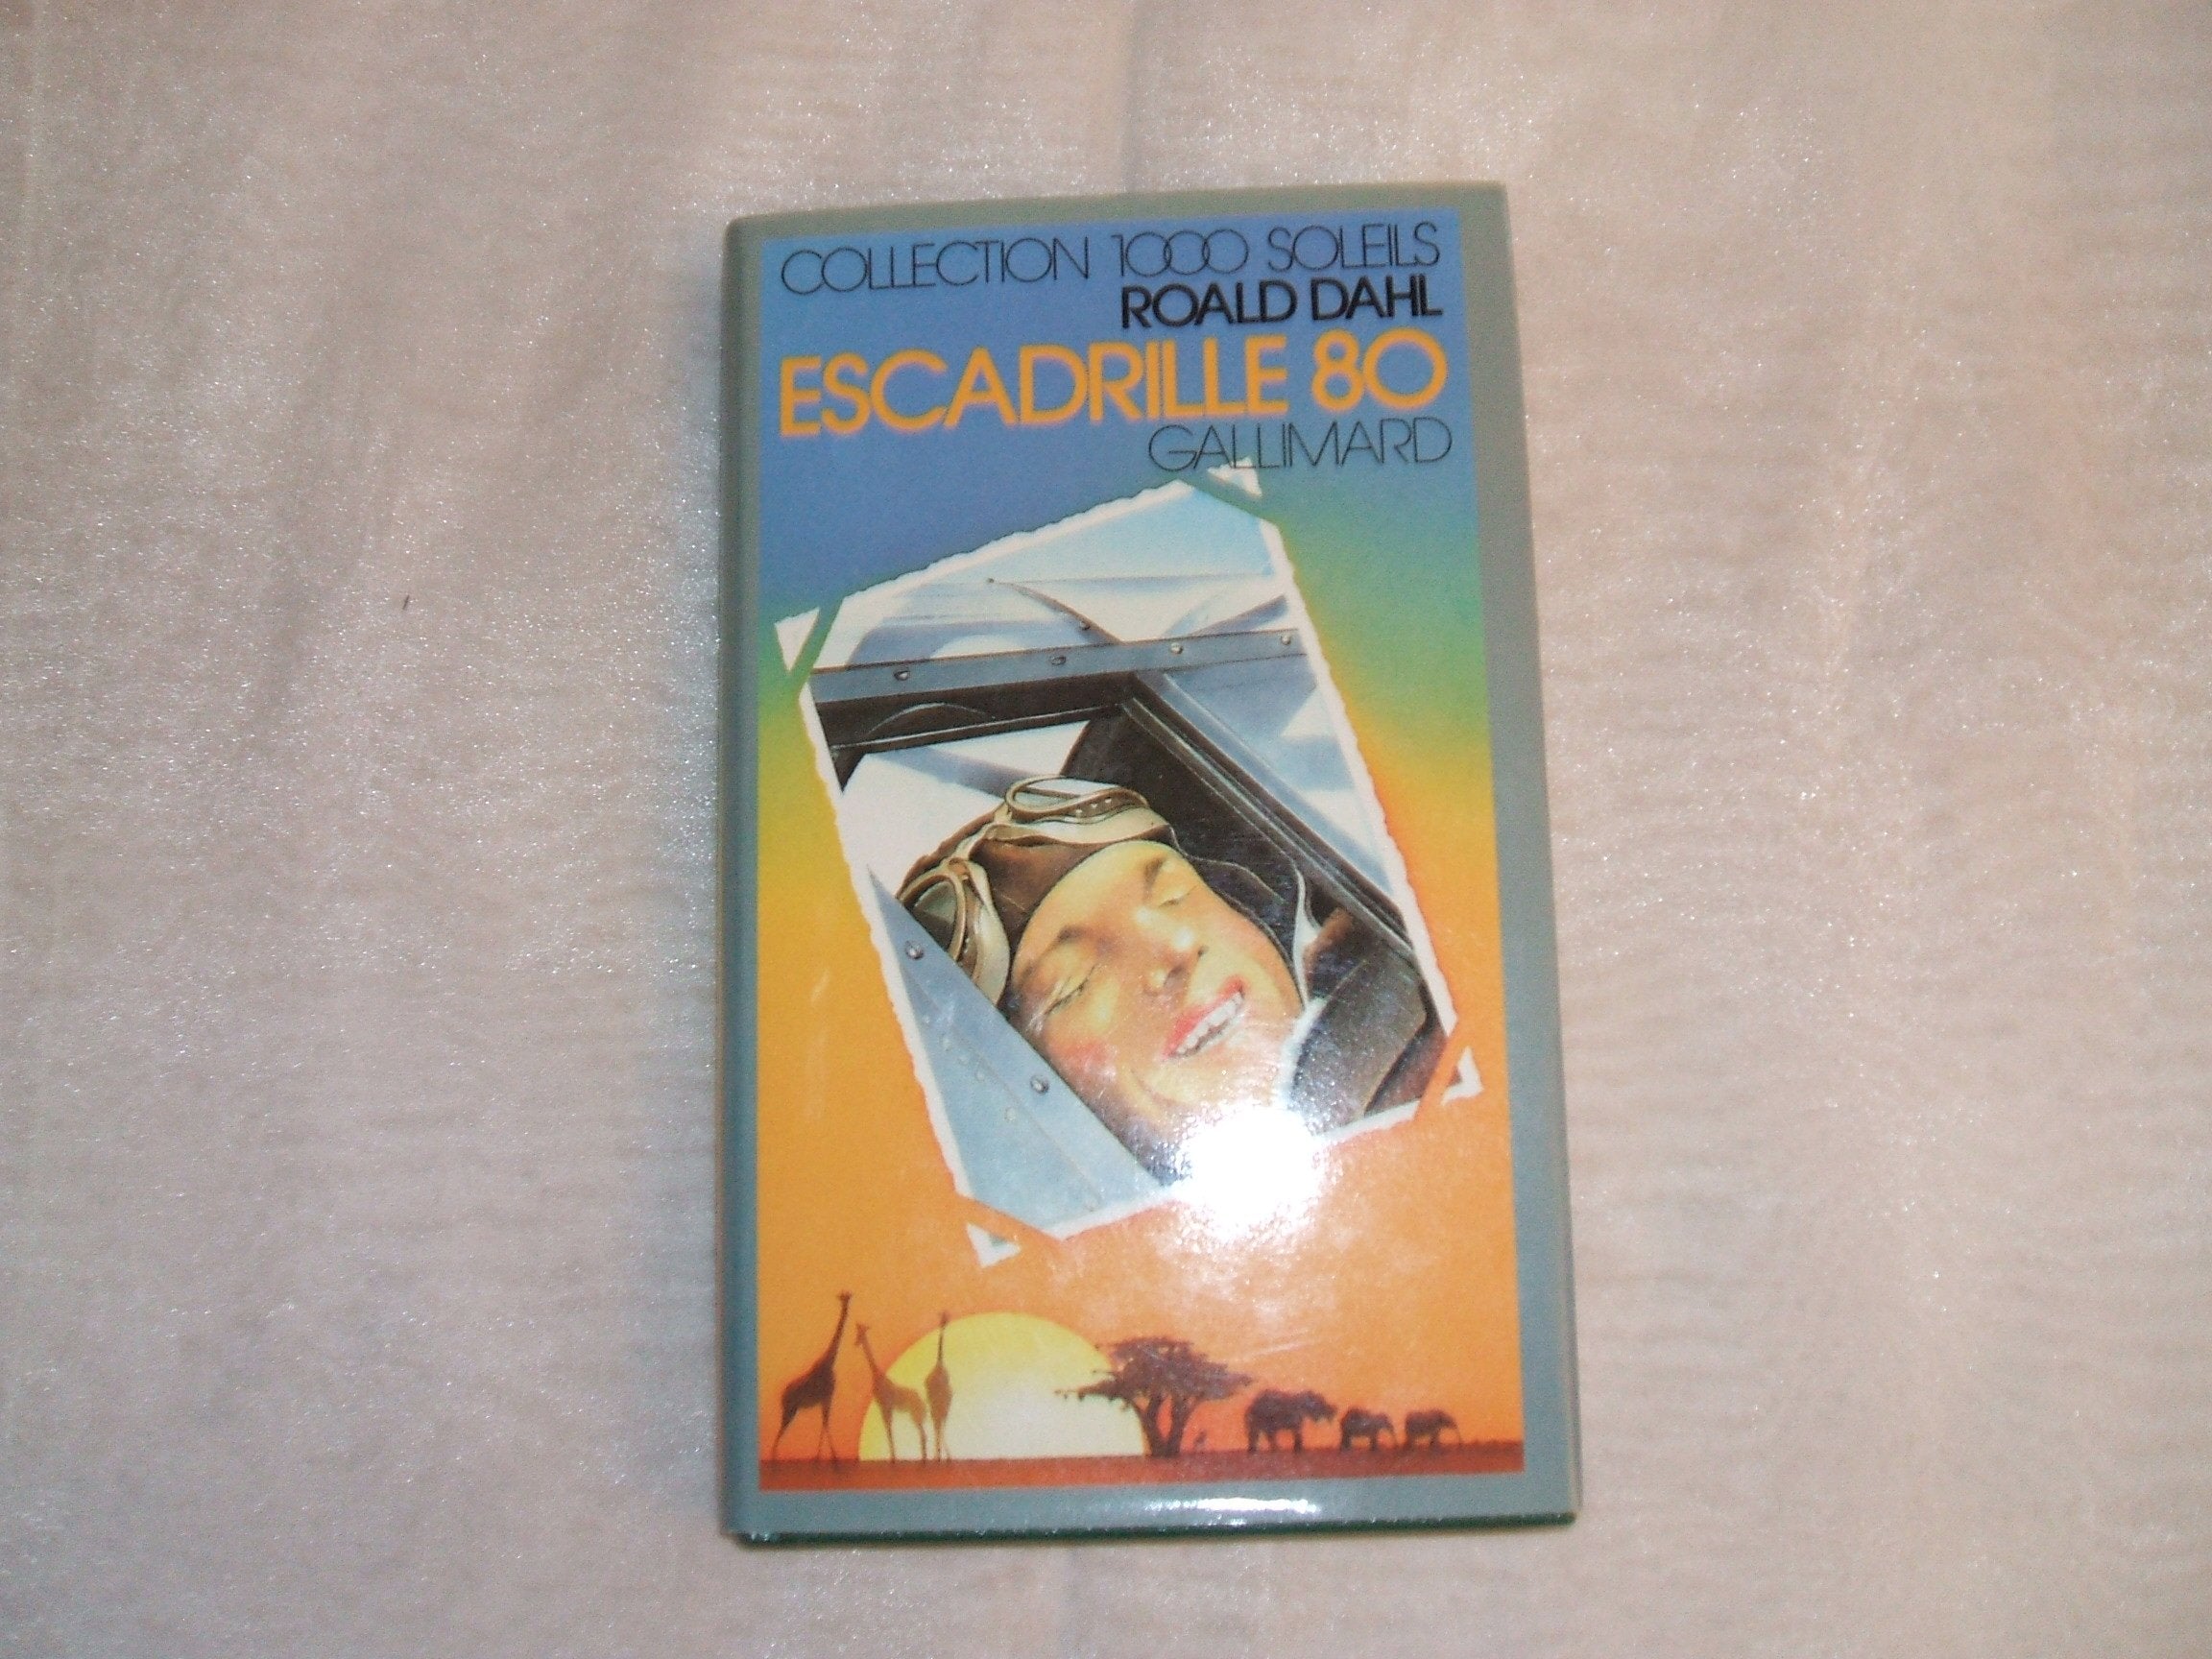 COLLECTION 1000 SOLEILS
ROALD DAHL
ESCADRILLE 80
GALLIMARD